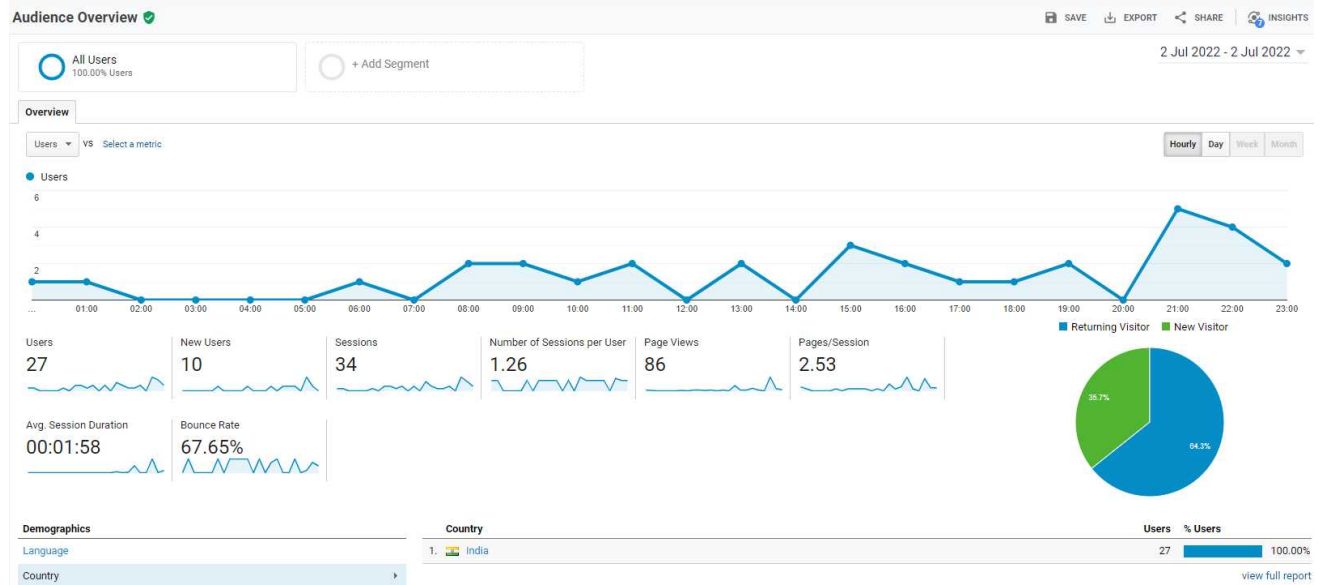 Audience Overview
SAVE EXPORT SHARE 7 INSIGHTS
All Users
100.00% Users
+ Add Segment
2 Jul 2022 - 2 Jul 2022
Overview
Users VS Select a metric
Hourly Day Week Month
Users
6
4
2
... 01:00 02:00 03:00 04:00 05:00 06:00 07:00 08:00 09:00 10:00 11:00 12:00 13:00 14:00 15:00 16:00 17:00 18:00 19:00 20:00 21:00 22:00 23:00
Returning Visitor New Visitor
Users New Users Sessions Number of Sessions per User Page Views Pages/Session
27 10 34 1.26 86 2.53
35.7%
64.3%
Avg. Session Duration Bounce Rate
00:01:58 67.65%
Demographics Country Users % Users
Language 1. India 27 100.00%
Country view full report